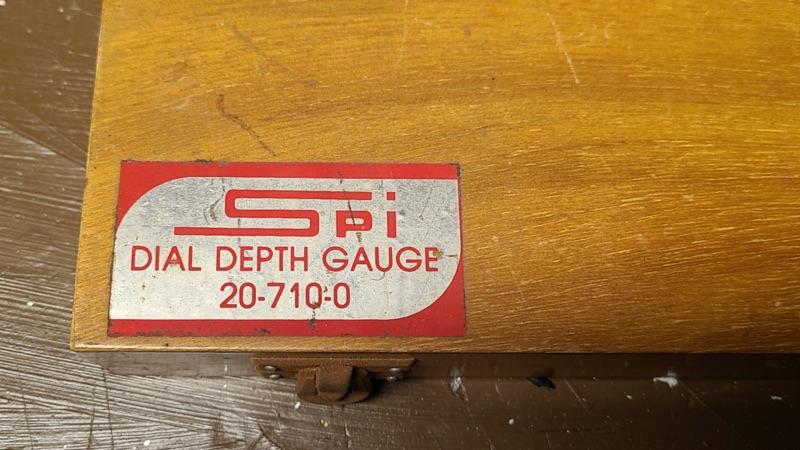 SPi
DIAL DEPTH GAUGE
20-710-0